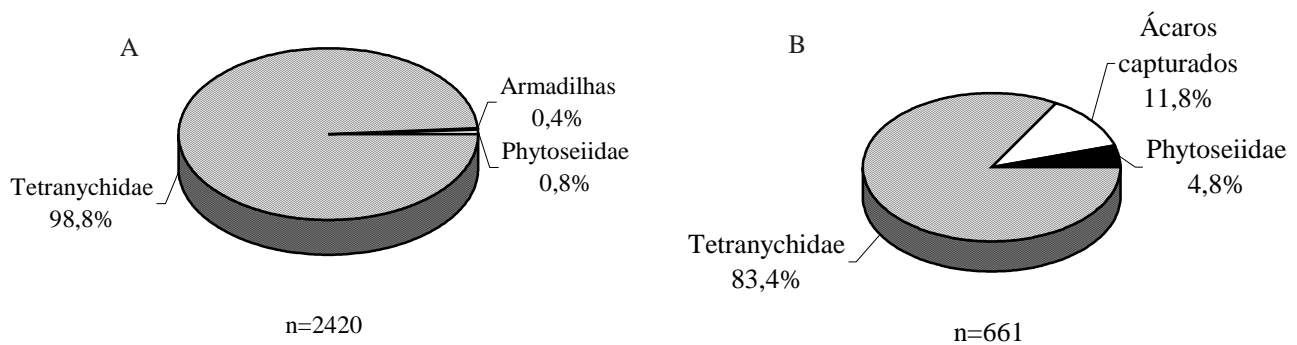 A
Armadilhas
0,4%
Phytoseiidae
0,8%
Tetranychidae
98,8%
n=2420
B
Ácaros
capturados
11,8%
Phytoseiidae
4,8%
Tetranychidae
83,4%
n=661